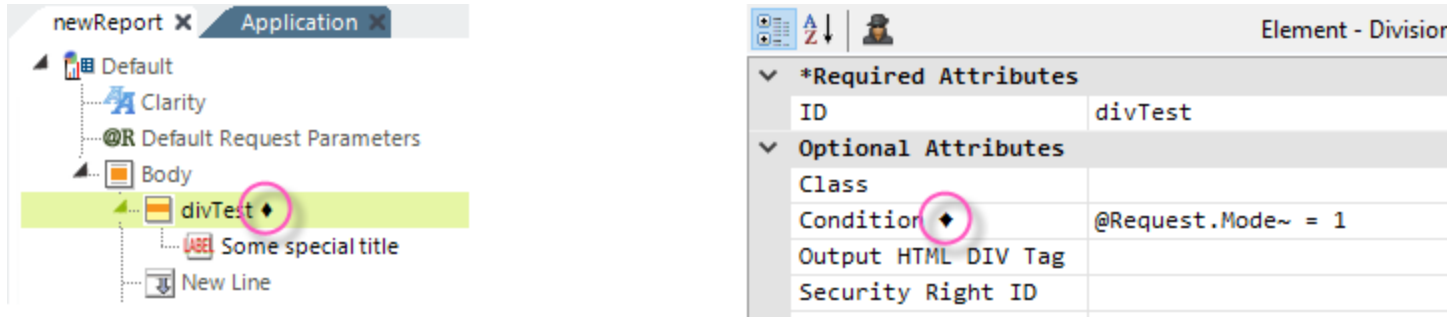 newReport Application
Default
Clarity
@R Default Request Parameters
Body
divTest ♦
LABEL Some special title
New Line
A Z Element - Division
*Required Attributes
ID divTest
Optional Attributes
Class
Condition ♦ @Request.Mode~ = 1
Output HTML DIV Tag
Security Right ID